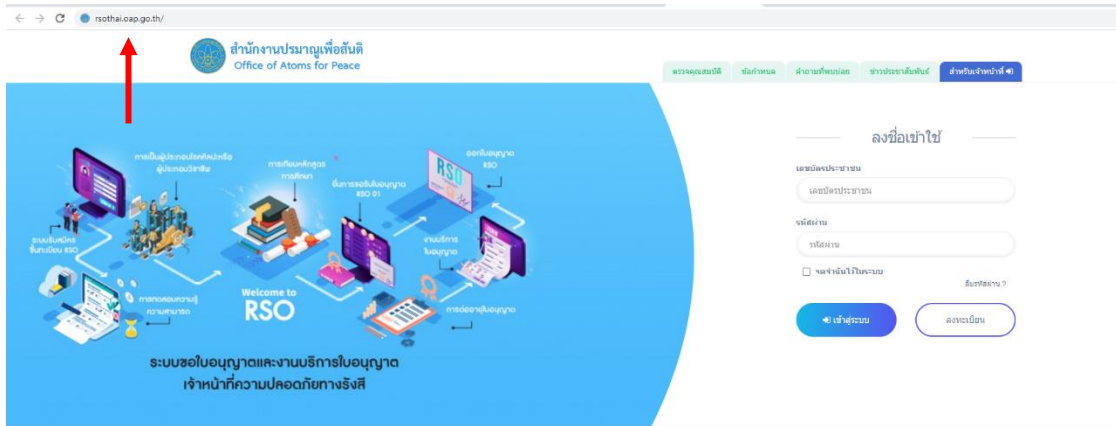 rsothai.oap.go.th/
สำนักงานปรมาณูเพื่อสันติ
Office of Atoms for Peace
ตรวจคุณสมบัติ
ข้อกำหนด
คำถามที่พบบ่อย
ข่าวประชาสัมพันธ์
สำหรับเจ้าหน้าที่
การเป็นผู้ประกอบโรคศิลปะหรือ
ผู้ประกอบวิชาชีพ
การเทียบหลักสูตร
การศึกษา
ยื่นการขอรับใบอนุญาต
RSO 01
ออกใบอนุญาต
RSO
RSO
ระบบรับสมัคร
ขึ้นทะเบียน RSO
งานบริการ
ใบอนุญาต
การทดสอบความรู้
ความสามารถ
Welcome to
RSO
การต่ออายุใบอนุญาต
ระบบขอใบอนุญาตและงานบริการใบอนุญาต
เจ้าหน้าที่ความปลอดภัยทางรังสี
ลงชื่อเข้าใช้
เลขบัตรประชาชน
เลขบัตรประชาชน
รหัสผ่าน
รหัสผ่าน
จดจำฉันไว้ในระบบ
ลืมรหัสผ่าน ?
เข้าสู่ระบบ
ลงทะเบียน